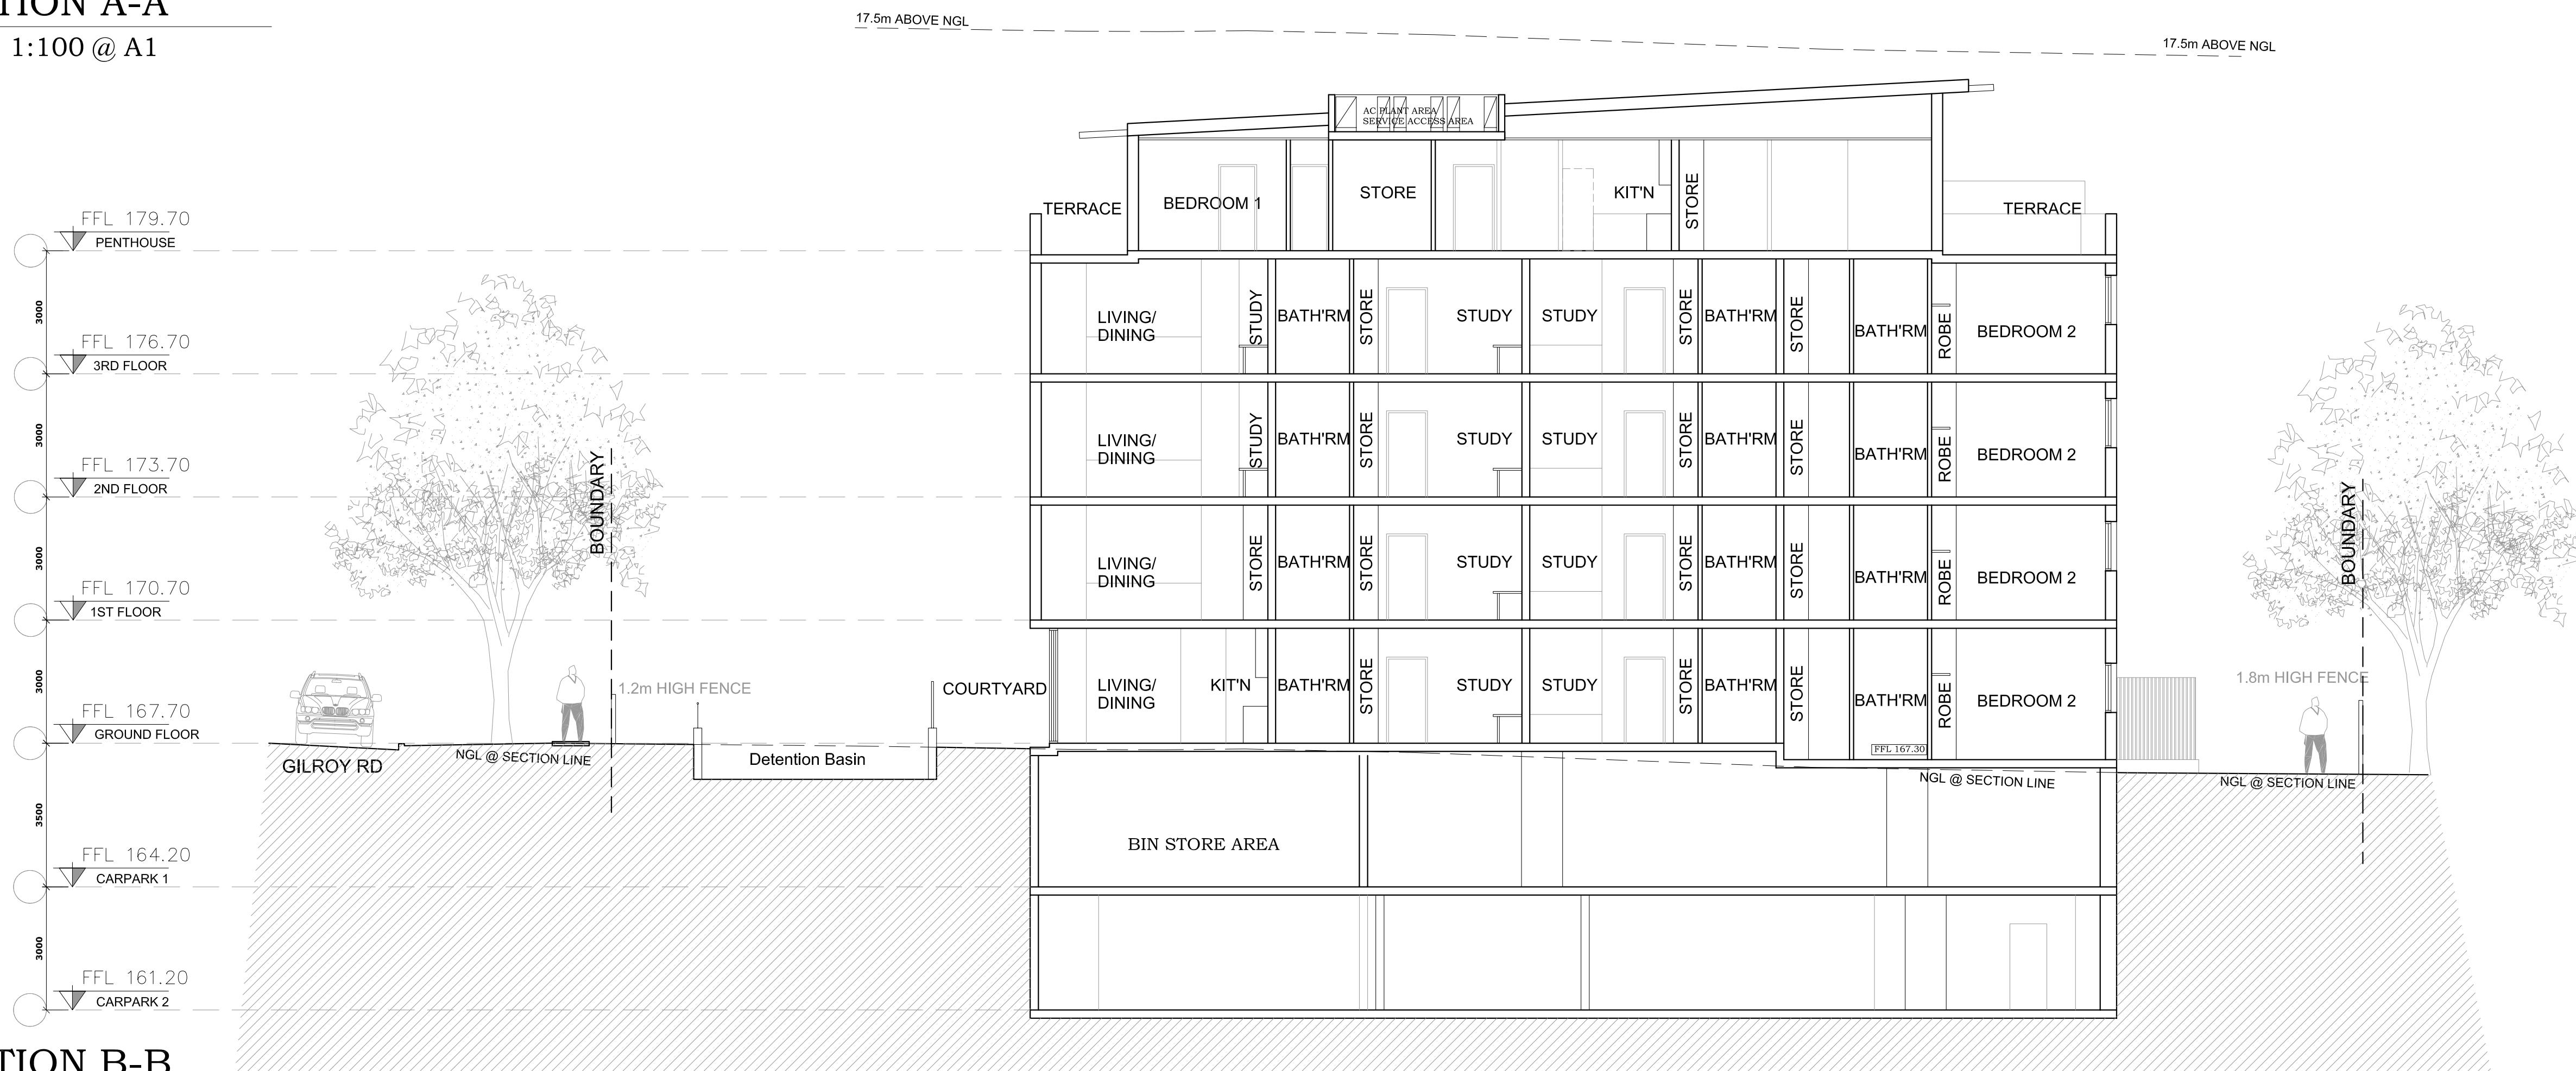 TION A-A
1:100 @ A1
17.5m ABOVE NGL
17.5m ABOVE NGL
AC PLANT AREA
SERVICE ACCESS AREA
TERRACE
BEDROOM 1
STORE
KIT'N
STORE
TERRACE
FFL 179.70
PENTHOUSE
3000
LIVING/
DINING
STUDY
BATH'RM
STORE
STUDY
STUDY
STORE
BATH'RM
STORE
BATH'RM
ROBE
BEDROOM 2
FFL 176.70
3RD FLOOR
3000
LIVING/
DINING
STUDY
BATH'RM
STORE
STUDY
STUDY
STORE
BATH'RM
STORE
BATH'RM
ROBE
BEDROOM 2
FFL 173.70
2ND FLOOR
BOUNDARY
BOUNDARY
3000
LIVING/
DINING
STORE
BATH'RM
STORE
STUDY
STUDY
STORE
BATH'RM
STORE
BATH'RM
ROBE
BEDROOM 2
FFL 170.70
1ST FLOOR
3000
1.2m HIGH FENCE
COURTYARD
LIVING/
DINING
KIT'N
BATH'RM
STORE
STUDY
STUDY
STORE
BATH'RM
STORE
BATH'RM
ROBE
BEDROOM 2
1.8m HIGH FENCE
FFL 167.70
GROUND FLOOR
FFL 167.30
GILROY RD
NGL @ SECTION LINE
Detention Basin
NGL @ SECTION LINE
NGL @ SECTION LINE
3500
BIN STORE AREA
FFL 164.20
CARPARK 1
3000
FFL 161.20
CARPARK 2
TION B-B